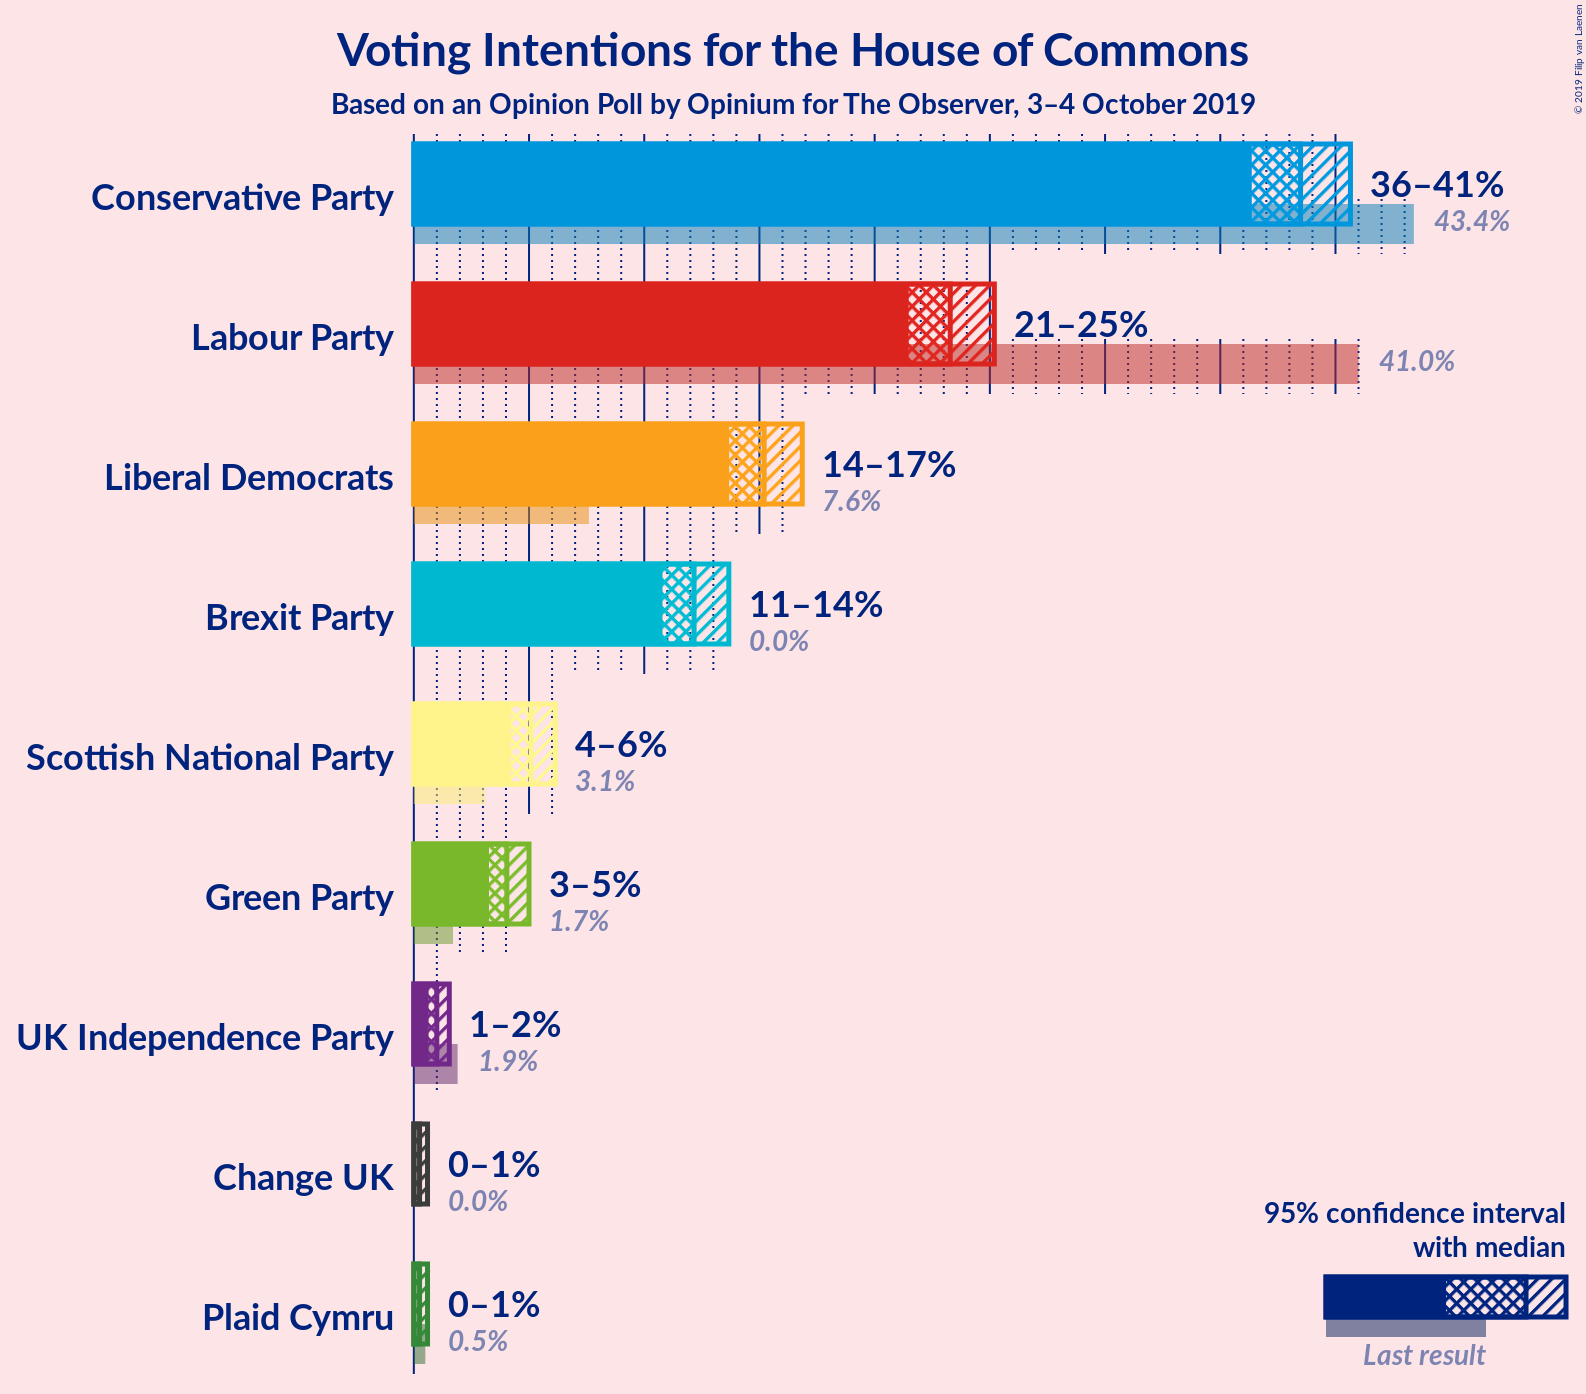 Voting Intentions for the House of Commons
Based on an Opinion Poll by Opinium for The Observer, 3–4 October 2019
© 2019 Filip van Laenen
Conservative Party
36–41%
43.4%
Labour Party
21–25%
41.0%
Liberal Democrats
14–17%
7.6%
Brexit Party
11–14%
0.0%
Scottish National Party
4–6%
3.1%
Green Party
3–5%
1.7%
UK Independence Party
1–2%
1.9%
Change UK
0–1%
0.0%
Plaid Cymru
0–1%
0.5%
95% confidence interval
with median
Last result